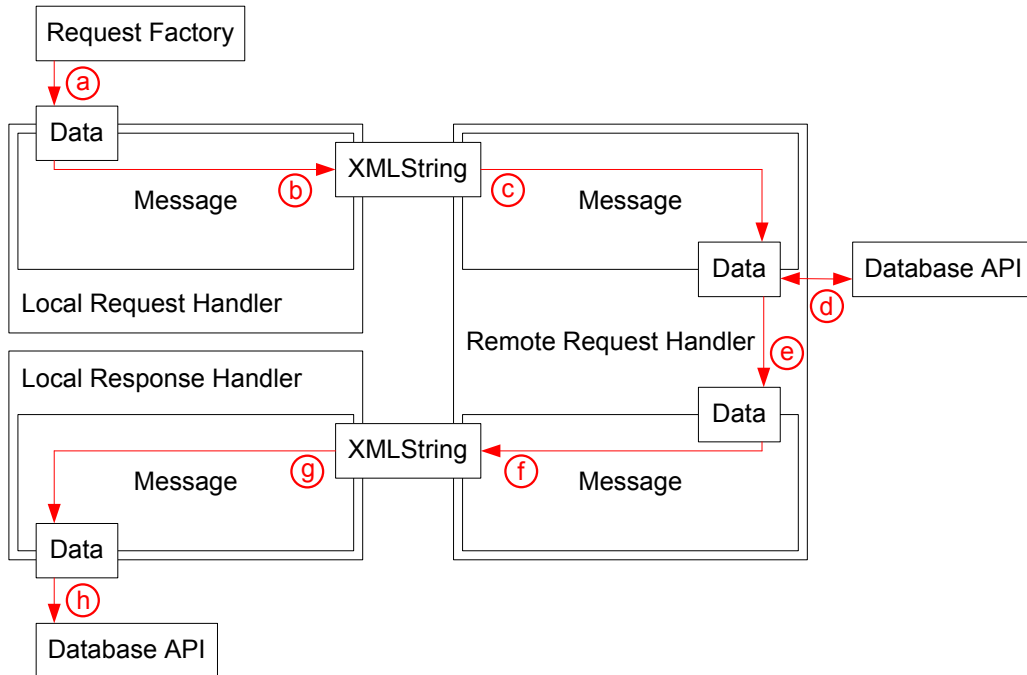 Request Factory
a
Data
XMLString
b
c
Message
Message
Data
Database API
d
Local Request Handler
Remote Request Handler
e
Local Response Handler
Data
XMLString
g
f
Message
Message
Data
h
Database API